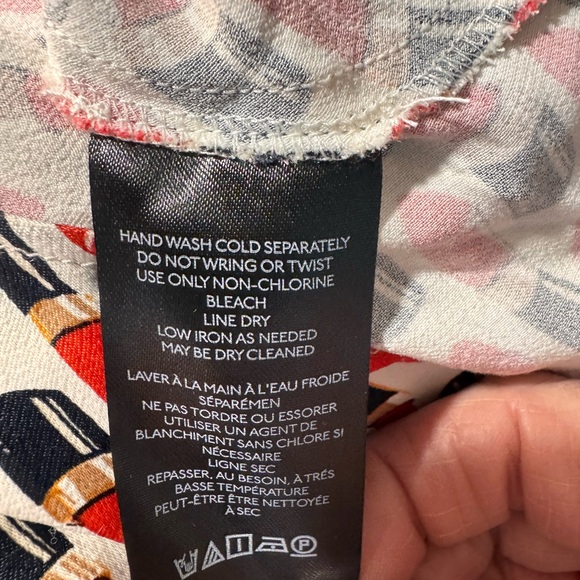 HAND WASH COLD SEPARATELY
DO NOT WRING OR TWIST
USE ONLY NON-CHLORINE
BLEACH
LINE DRY
LOW IRON AS NEEDED
MAY BE DRY CLEANED
LAVER À LA MAIN À L'EAU FROIDE
SÉPARÉMEN
NE PAS TORDRE OU ESSORER
UTILISER UN AGENT DE
BLANCHIMENT SANS CHLORE SI
NÉCESSAIRE
LIGNE SEC
REPASSER, AU BESOIN, À TRÉS
BASSE TEMPÉRATURE
PEUT-ÊTRE ÊTRE NETTOYÉE
À SEC
P